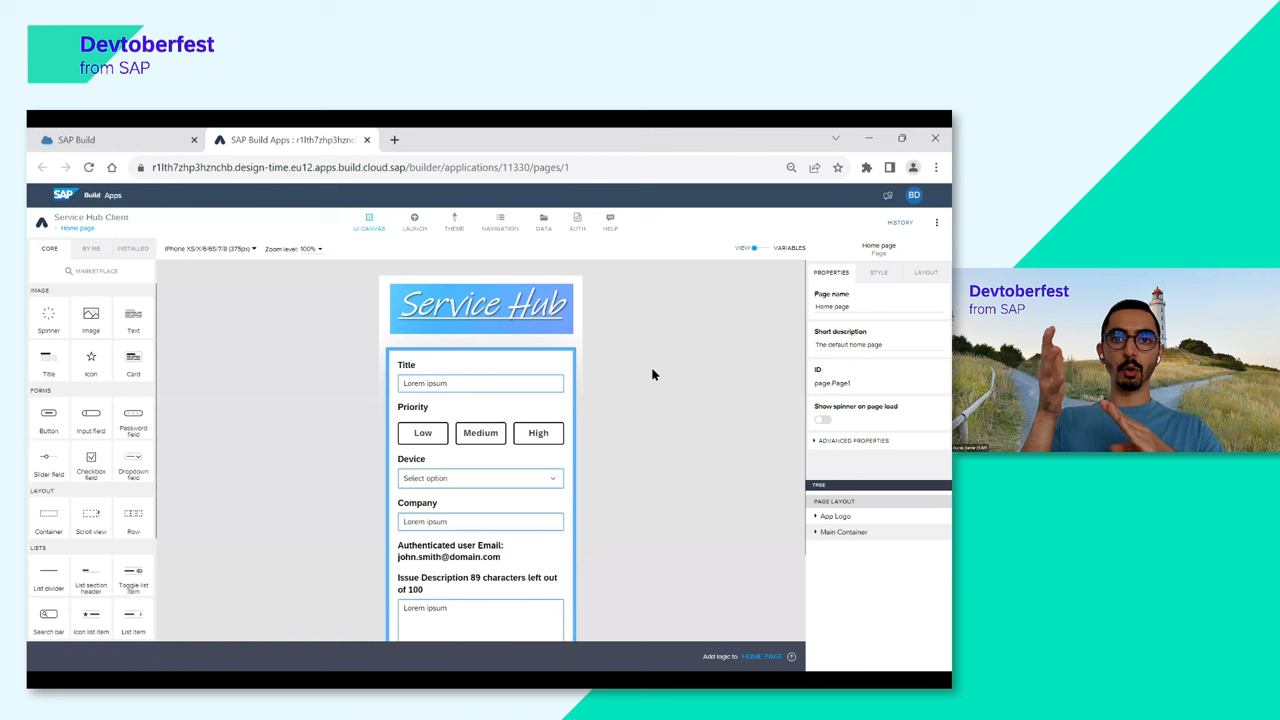 Devtoberfest
from SAP
SAP Build
SAP Build Apps : r1lth7zhp3hznc
r1lth7zhp3hznchb.design-time.eu12.apps.build.cloud.sap/builder/applications/11330/pages/1
SAP Build Apps
BD
Service Hub Client
Home page
UI CANVAS
LAUNCH
THEME
NAVIGATION
DATA
AUTH
HELP
HISTORY
CORE
BY ME
INSTALLED
iPhone XS/X/6/6S/7/8 (375px)
Zoom level: 100%
VIEW
VARIABLES
Home page
Page
MARKETPLACE
PROPERTIES
STYLE
LAYOUT
IMAGE
Spinner
Image
Text
Title
Icon
Card
FORMS
Button
Input field
Password field
Slider field
Checkbox field
Dropdown field
LAYOUT
Container
Scroll view
Row
LISTS
List divider
List section header
Toggle list item
Search bar
Icon list item
List item
Service Hub
Title
Lorem ipsum
Priority
Low
Medium
High
Device
Select option
Company
Lorem ipsum
Authenticated user Email:
john.smith@domain.com
Issue Description 89 characters left out
of 100
Lorem ipsum
Page name
Home page
Short description
The default home page
ID
page.Page1
Show spinner on page load
ADVANCED PROPERTIES
TREE
PAGE LAYOUT
App Logo
Main Container
Add logic to HOME PAGE
Devtoberfest
from SAP